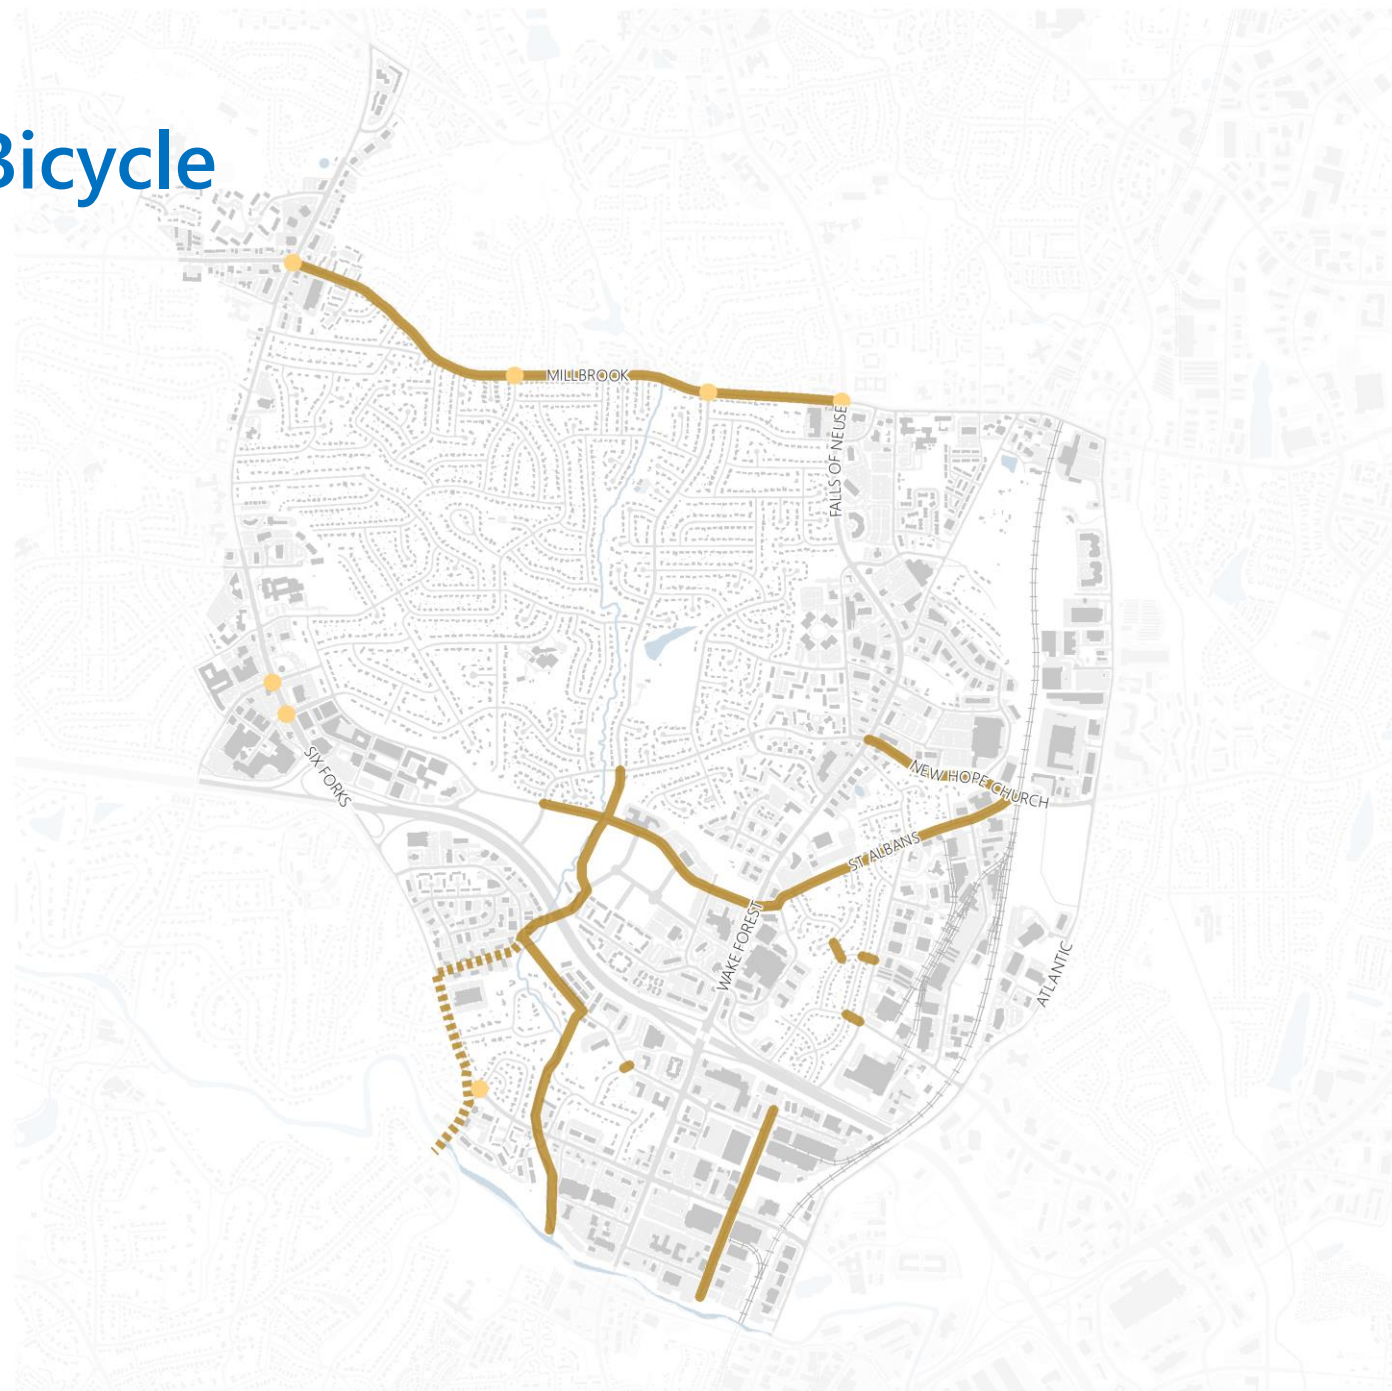 Bicycle
MILLBROOK
FALLS OF NEUSE
SIX FORKS
NEW HOPE CHURCH
ST ALBANS
WAKE FOREST
ATLANTIC